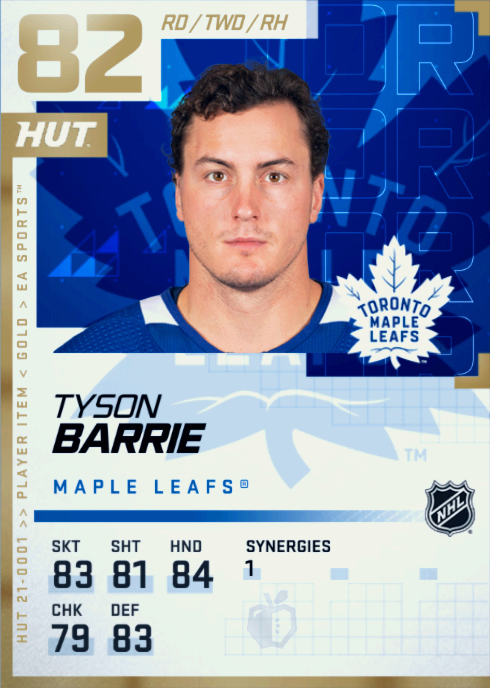 82
RD / TWD / RH
HUT
HUT 21-0001 >> PLAYER ITEM < GOLD > EA SPORTS™
TORONTO
MAPLE
LEAFS
TYSON
BARRIE
TM
MAPLE LEAFS®
NHL
SKT SHT HND SYNERGIES
83 81 84 1
CHK DEF
79 83